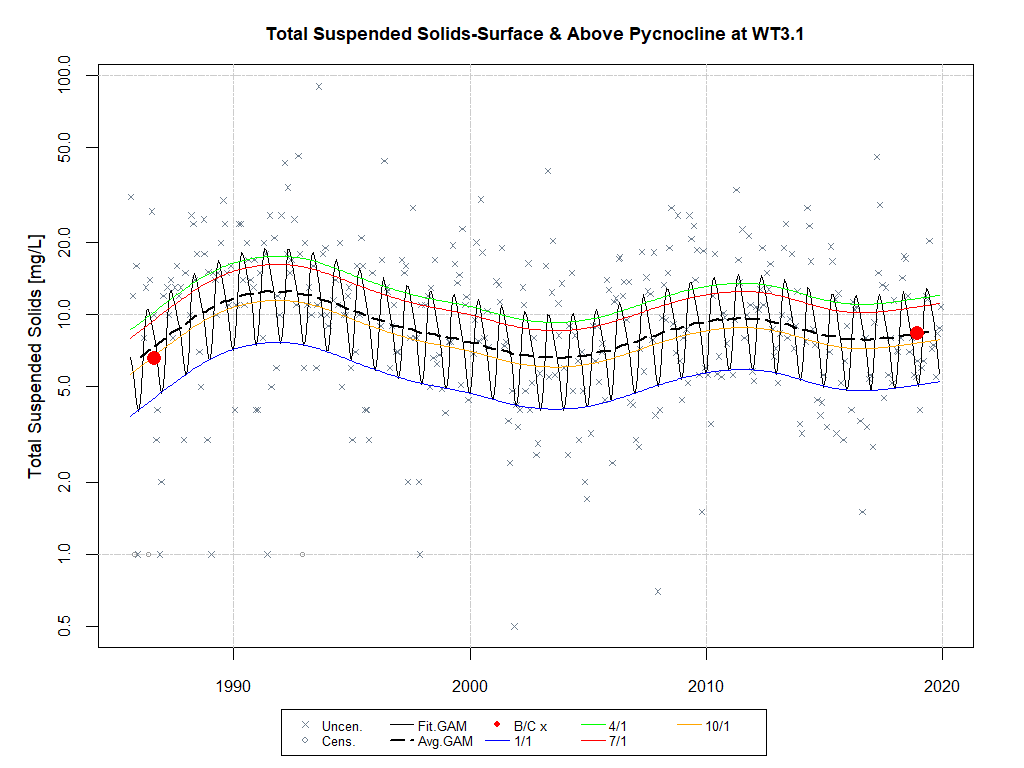 Total Suspended Solids-Surface & Above Pycnocline at WT3.1
Total Suspended Solids [mg/L]
100.0
50.0
20.0
10.0
5.0
2.0
1.0
0.5
1990 2000 2010 2020
Uncen. Fit.GAM B/C x 4/1 10/1
Cens. Avg.GAM 1/1 7/1